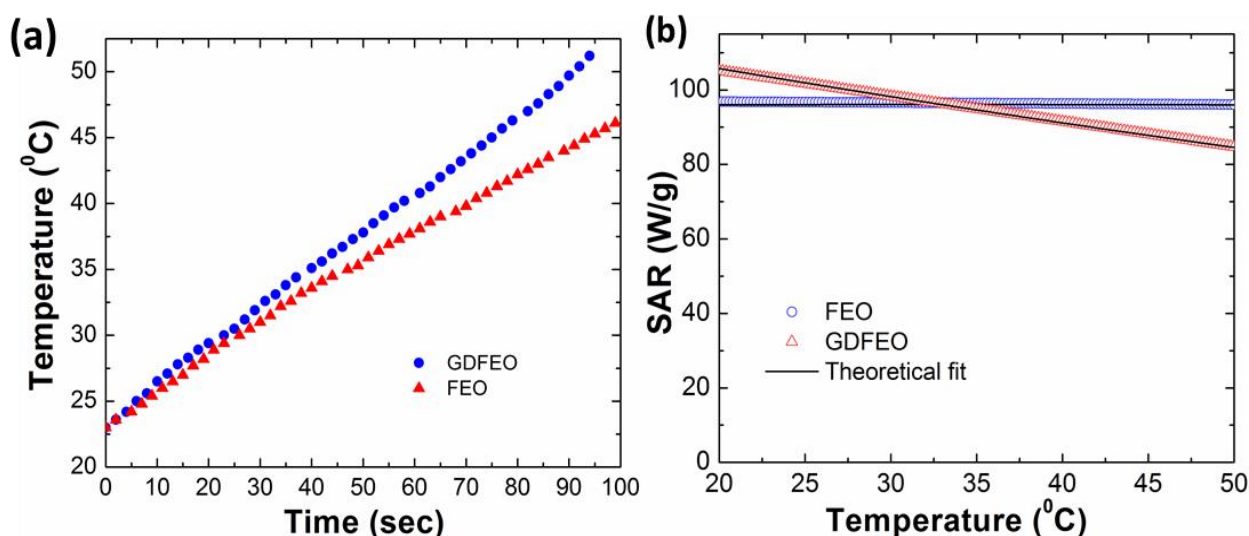 (a)
50
45
40
35
30
25
20
Temperature (⁰C)
GDFEO
FEO
0 10 20 30 40 50 60 70 80 90 100
Time (sec)
(b)
100
80
60
40
20
0
SAR (W/g)
FEO
GDFEO
Theoretical fit
20 25 30 35 40 45 50
Temperature (⁰C)